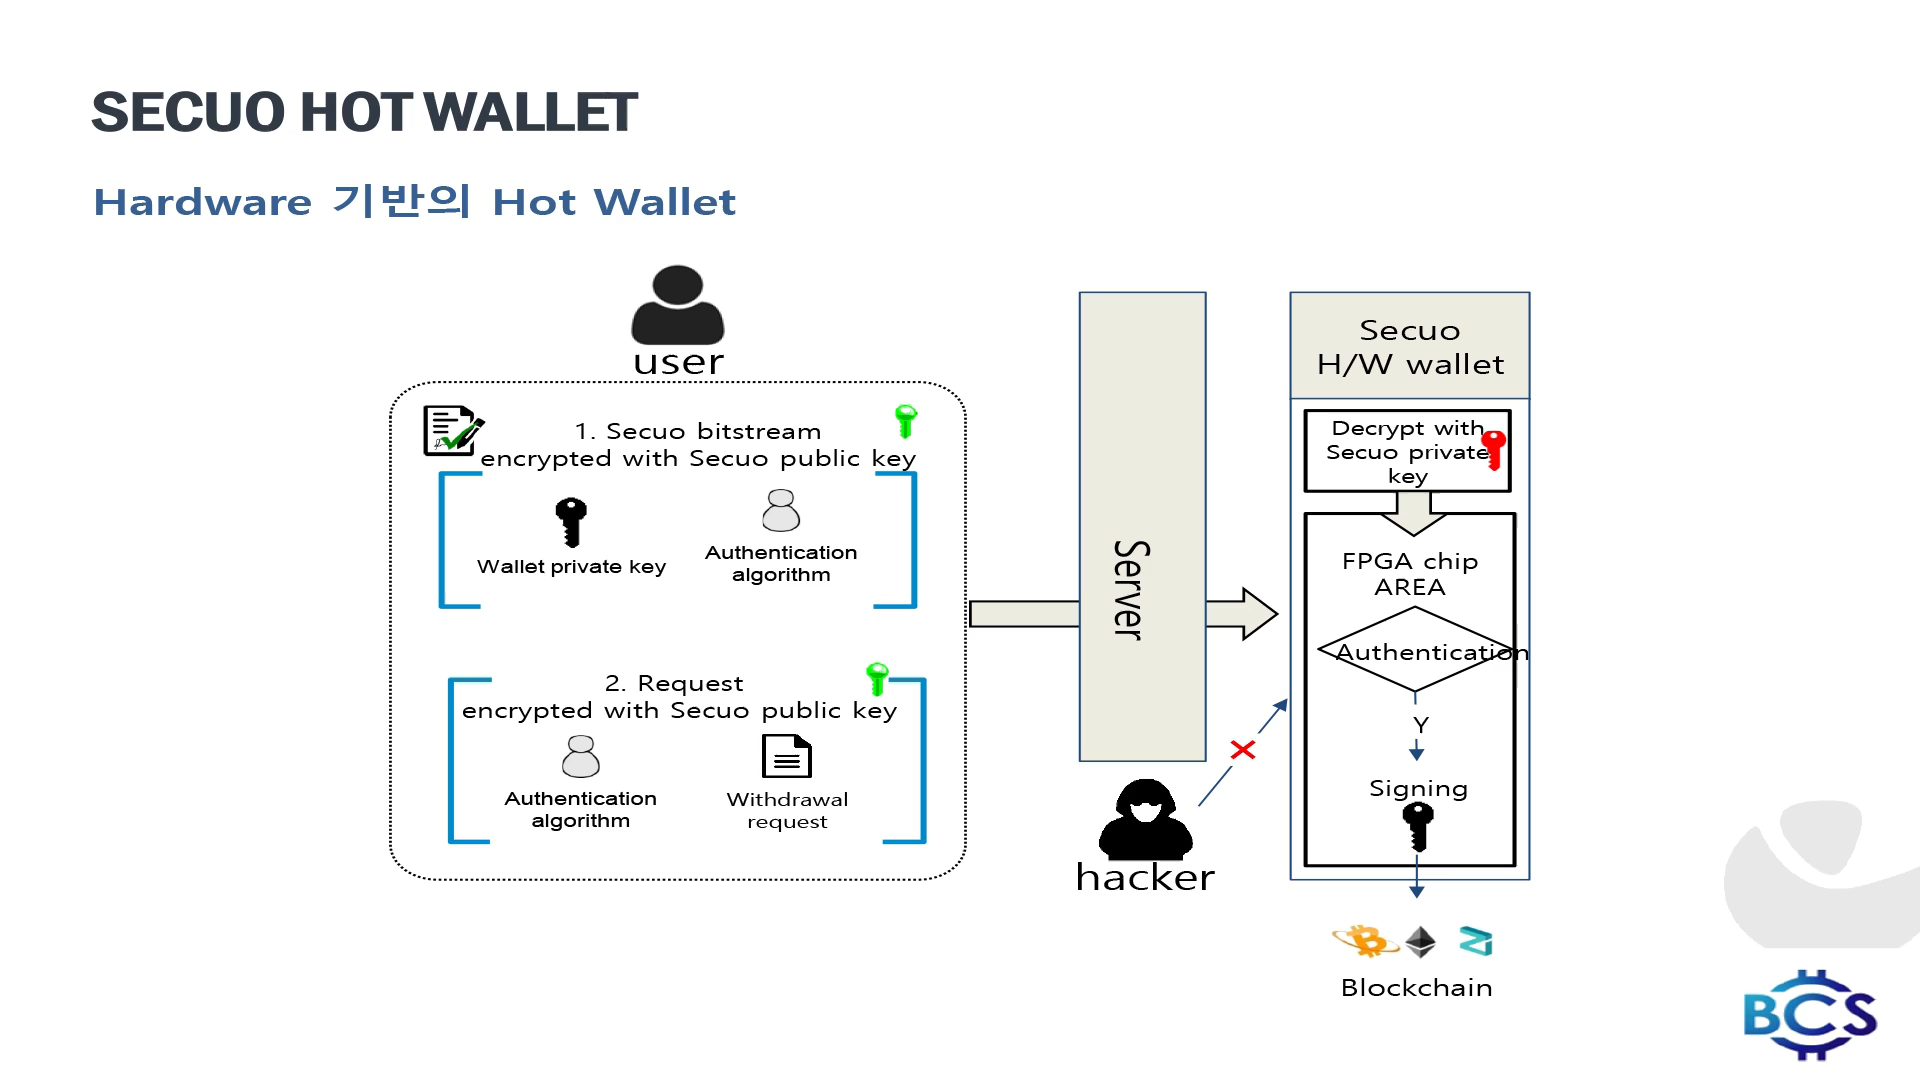 SECUO HOT WALLET
Hardware 기반의 Hot Wallet
user
1. Secuo bitstream
encrypted with Secuo public key
Wallet private key
Authentication
algorithm
2. Request
encrypted with Secuo public key
Authentication
algorithm
Withdrawal
request
Server
hacker
Secuo
H/W wallet
Decrypt with
Secuo private
key
FPGA chip
AREA
Authentication
Y
Signing
Blockchain
BCS